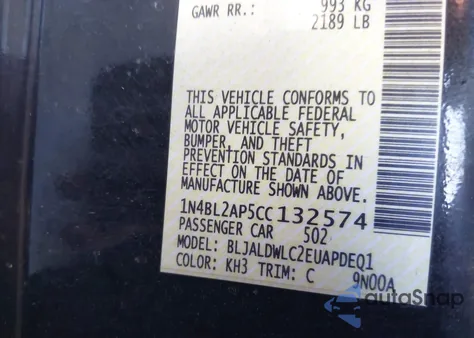 GAWR RR.: 993 KG
2189 LB
THIS VEHICLE CONFORMS TO
ALL APPLICABLE FEDERAL
MOTOR VEHICLE SAFETY,
BUMPER, AND THEFT
PREVENTION STANDARDS IN
EFFECT ON THE DATE OF
MANUFACTURE SHOWN ABOVE.
1N4BL2AP5CC132574
PASSENGER CAR 502
MODEL: BLJALDWLC2EUAPDEQ1
COLOR: KH3 TRIM: C 9N00A
autoSnap